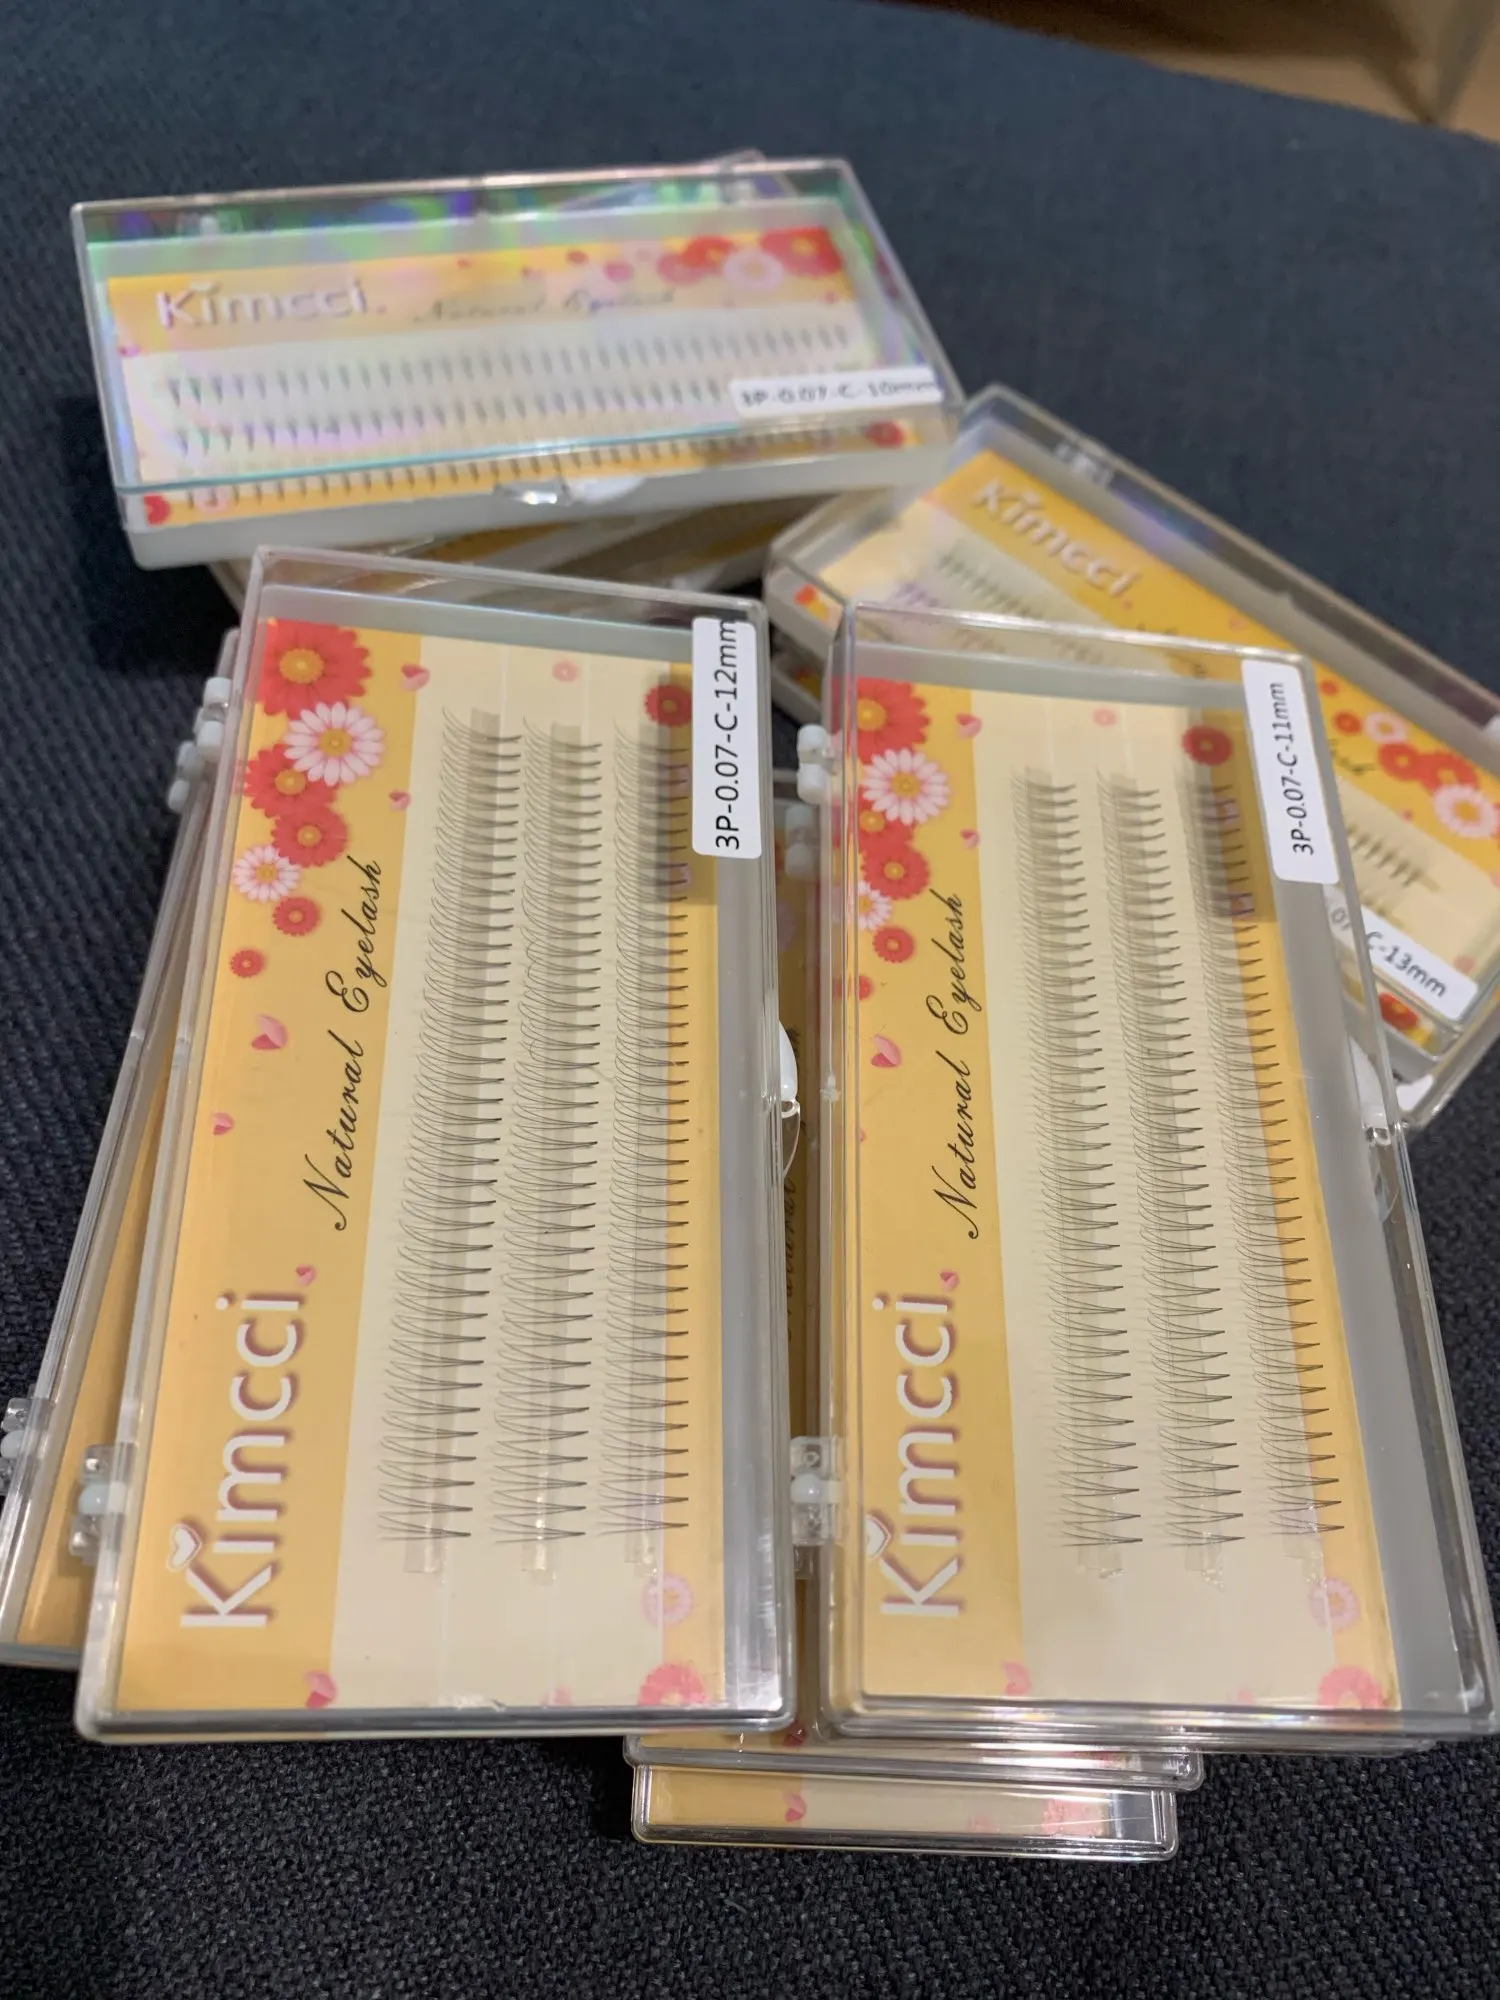 Kimcci
Natural Eyelash
3P-0.07-C-10mm
Kimcci
C-13mm
3P-0.07-C-12mm
Natural Eyelash
Kimcci
3P-0.07-C-11mm
Natural Eyelash
Kimcci